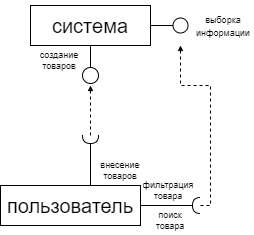 система
выборка
информации
создание
товаров
внесение
товаров
фильтрация
товара
пользователь
поиск
товара